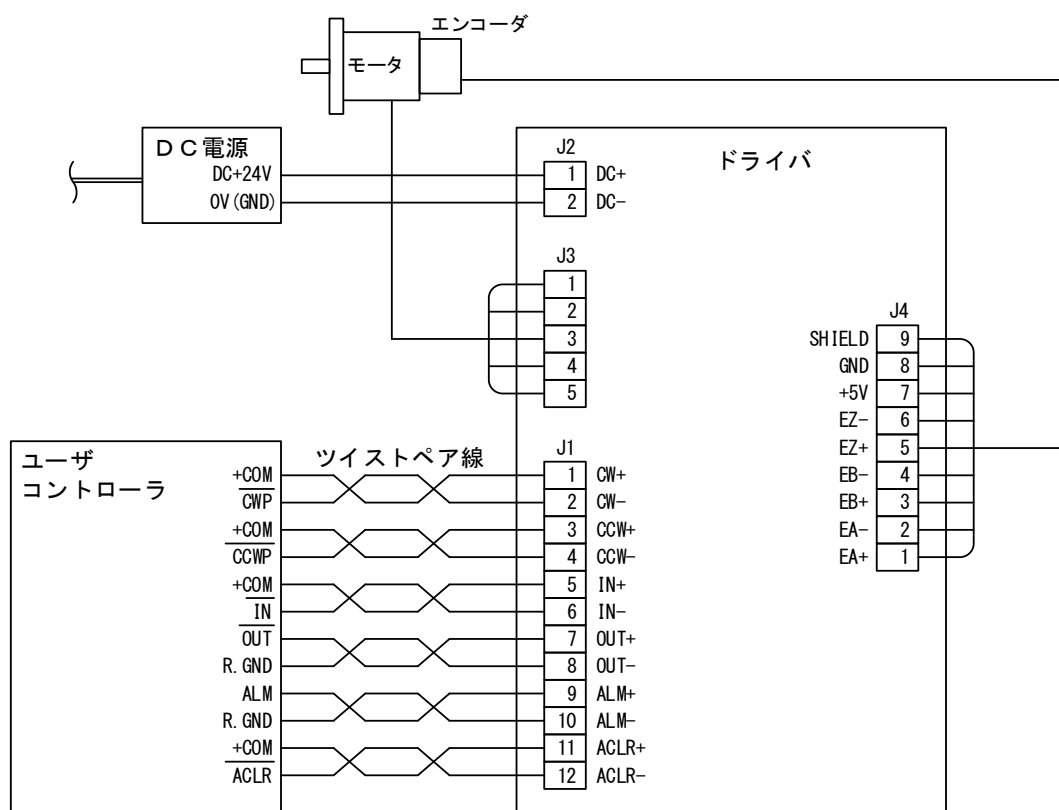 エンコーダ
モータ
DC電源
DC+24V
0V(GND)
ドライバ
J2
1 DC+
2 DC-
J3
1
2
3
4
5
J4
SHIELD 9
GND 8
+5V 7
EZ- 6
EZ+ 5
EB- 4
EB+ 3
EA- 2
EA+ 1
ユーザ
コントローラ
ツイストペア線
J1
+COM 1 CW+
CWP 2 CW-
+COM 3 CCW+
CCWP 4 CCW-
+COM 5 IN+
IN 6 IN-
OUT 7 OUT+
R.GND 8 OUT-
ALM 9 ALM+
R.GND 10 ALM-
+COM 11 ACLR+
ACLR 12 ACLR-